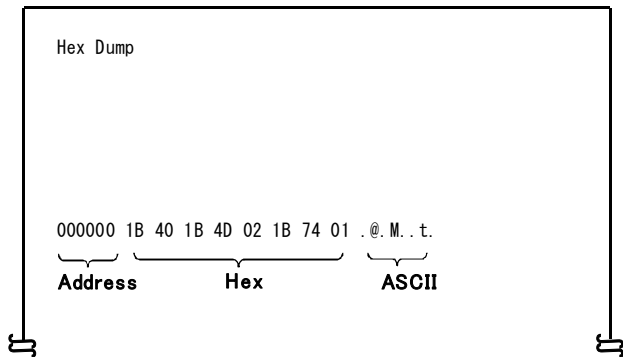 Hex Dump
000000 1B 40 1B 4D 02 1B 74 01 .@.M..t.
Address Hex ASCII